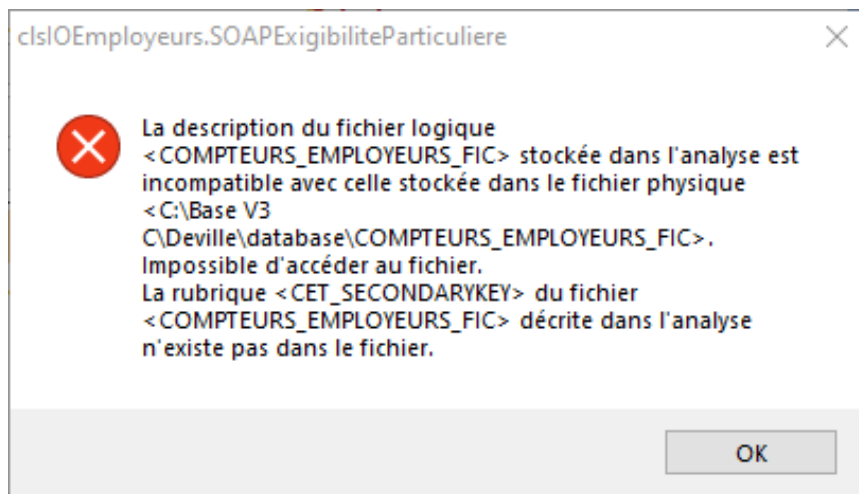 clsIOEmployeurs.SOAPExigibiliteParticuliere
La description du fichier logique
<COMPTEURS_EMPLOYEURS_FIC> stockée dans l'analyse est
incompatible avec celle stockée dans le fichier physique
<C:\Base V3
C\Deville\database\COMPTEURS_EMPLOYEURS_FIC>.
Impossible d'accéder au fichier.
La rubrique <CET_SECONDARYKEY> du fichier
<COMPTEURS_EMPLOYEURS_FIC> décrite dans l'analyse
n'existe pas dans le fichier.
OK